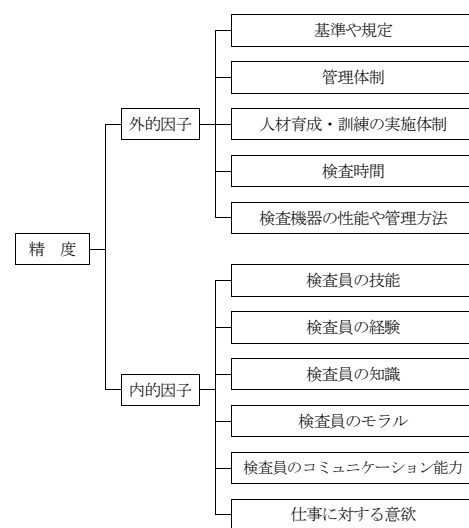 基準や規定
管理体制
外的因子
人材育成・訓練の実施体制
検査時間
検査機器の性能や管理方法
精　度
検査員の技能
検査員の経験
検査員の知識
内的因子
検査員のモラル
検査員のコミュニケーション能力
仕事に対する意欲